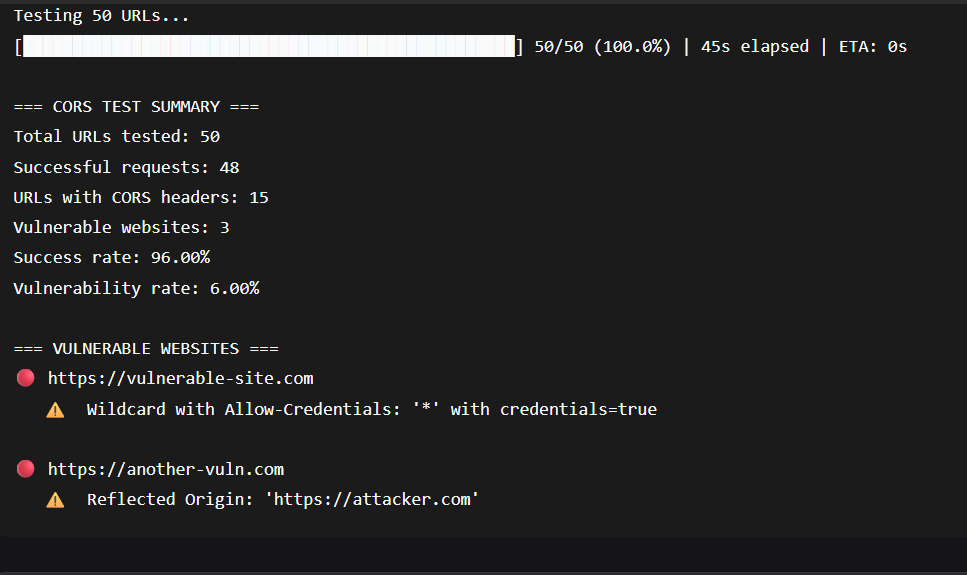 Testing 50 URLs...
[██████████████████████████████████████████████████] 50/50 (100.0%) | 45s elapsed | ETA: 0s
=== CORS TEST SUMMARY ===
Total URLs tested: 50
Successful requests: 48
URLs with CORS headers: 15
Vulnerable websites: 3
Success rate: 96.00%
Vulnerability rate: 6.00%
=== VULNERABLE WEBSITES ===
🔴 https://vulnerable-site.com
⚠️ Wildcard with Allow-Credentials: '*' with credentials=true
🔴 https://another-vuln.com
⚠️ Reflected Origin: 'https://attacker.com'